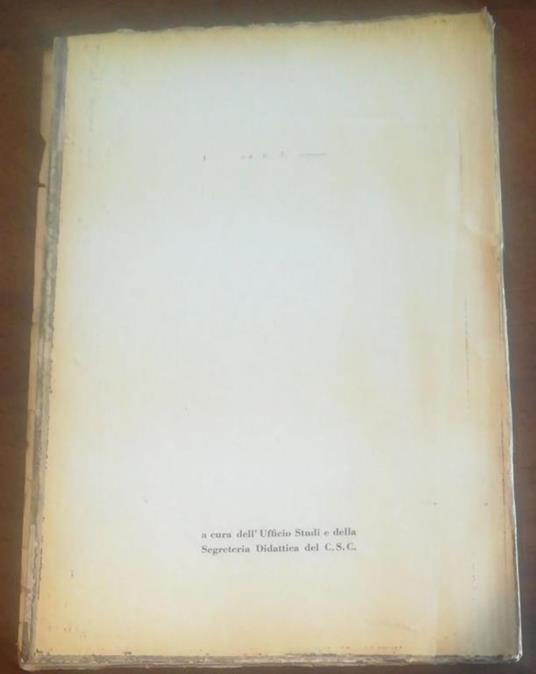 a cura dell'Ufficio Studi e della
Segreteria Didattica del C.S.C.